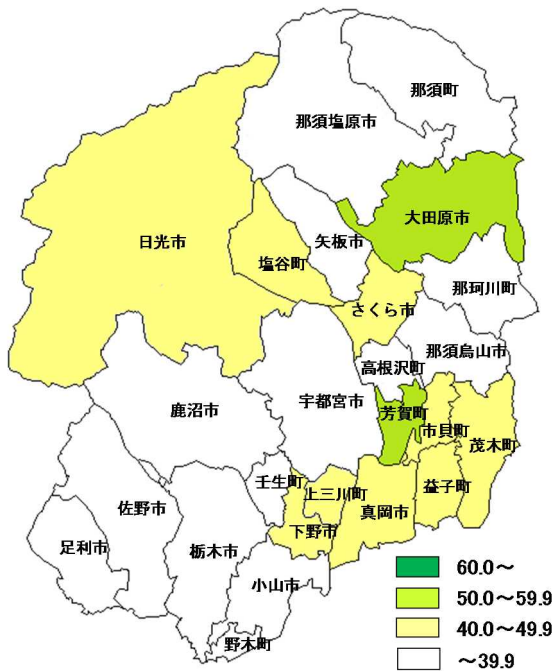 那須町
那須塩原市
大田原市
日光市
矢板市
塩谷町
那珂川町
さくら市
那須烏山市
高根沢町
宇都宮市
鹿沼市
芳賀町
市貝町
茂木町
壬生町
上三川町
益子町
佐野市
真岡市
下野市
足利市
栃木市
小山市
野木町
60.0～
50.0～59.9
40.0～49.9
～39.9